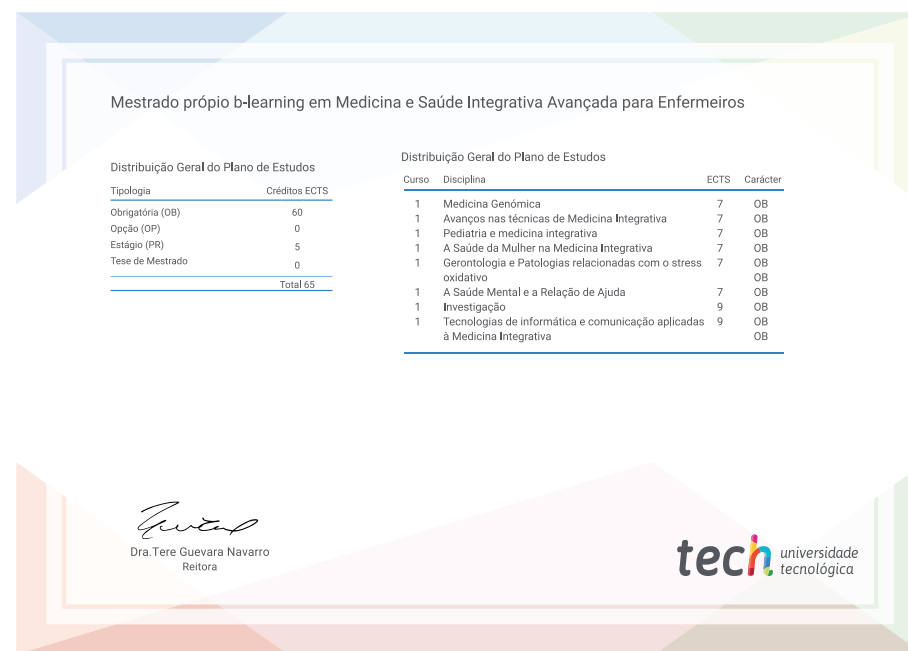 Mestrado própio b-learning em Medicina e Saúde Integrativa Avançada para Enfermeiros
Distribuição Geral do Plano de Estudos
Tipologia Créditos ECTS
Obrigatória (OB) 60
Opção (OP) 0
Estágio (PR) 5
Tese de Mestrado 0
Total 65
Distribuição Geral do Plano de Estudos
Curso Disciplina ECTS Carácter
1 Medicina Genómica 7 OB
1 Avanços nas técnicas de Medicina Integrativa 7 OB
1 Pediatria e medicina integrativa 7 OB
1 A Saúde da Mulher na Medicina Integrativa 7 OB
1 Gerontologia e Patologias relacionadas com o stress 7 OB
oxidativo OB
1 A Saúde Mental e a Relação de Ajuda 7 OB
1 Investigação 9 OB
1 Tecnologias de informática e comunicação aplicadas 9 OB
à Medicina Integrativa OB
Dra.Tere Guevara Navarro
Reitora
tech universidade
tecnológica